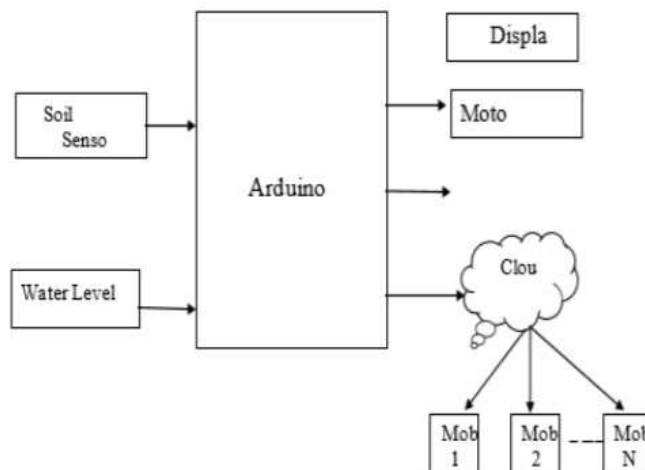 Displa
Soil
Senso
Moto
Arduino
Water Level
Clou
Mob
1
Mob
2
Mob
N